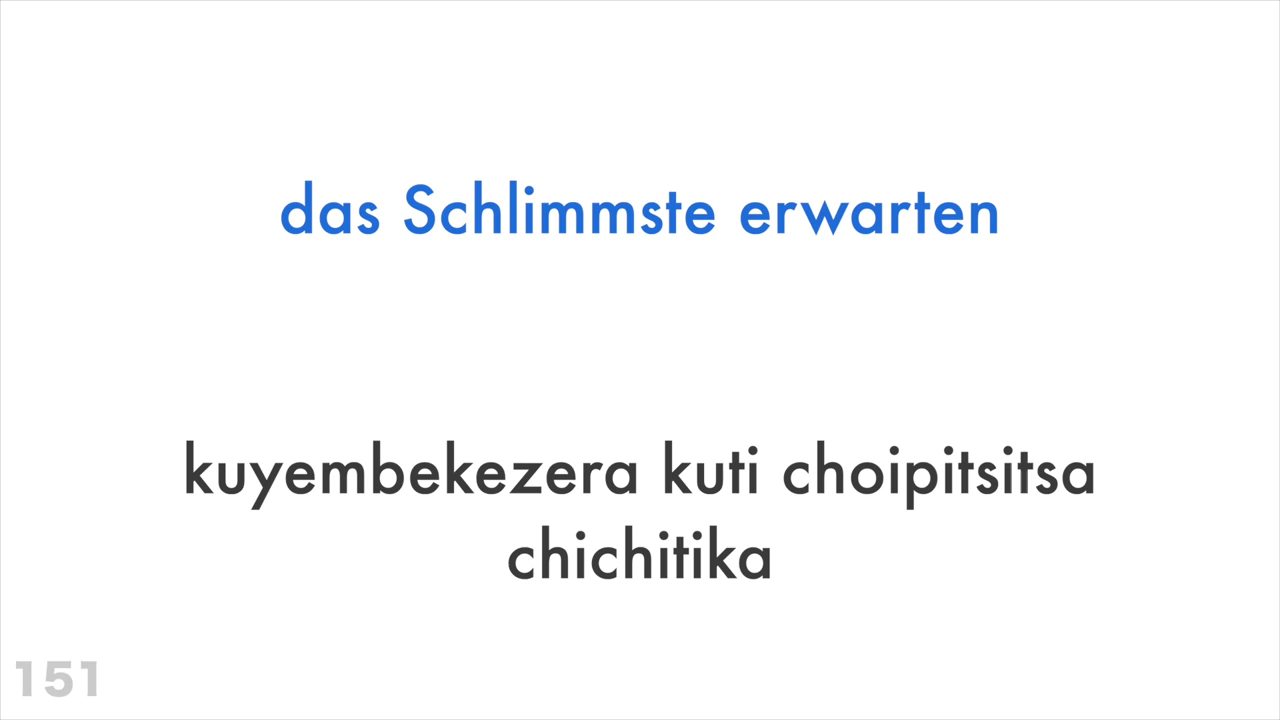 das Schlimmste erwarten
kuyembekezera kuti choipitsitsa
chichitika
151